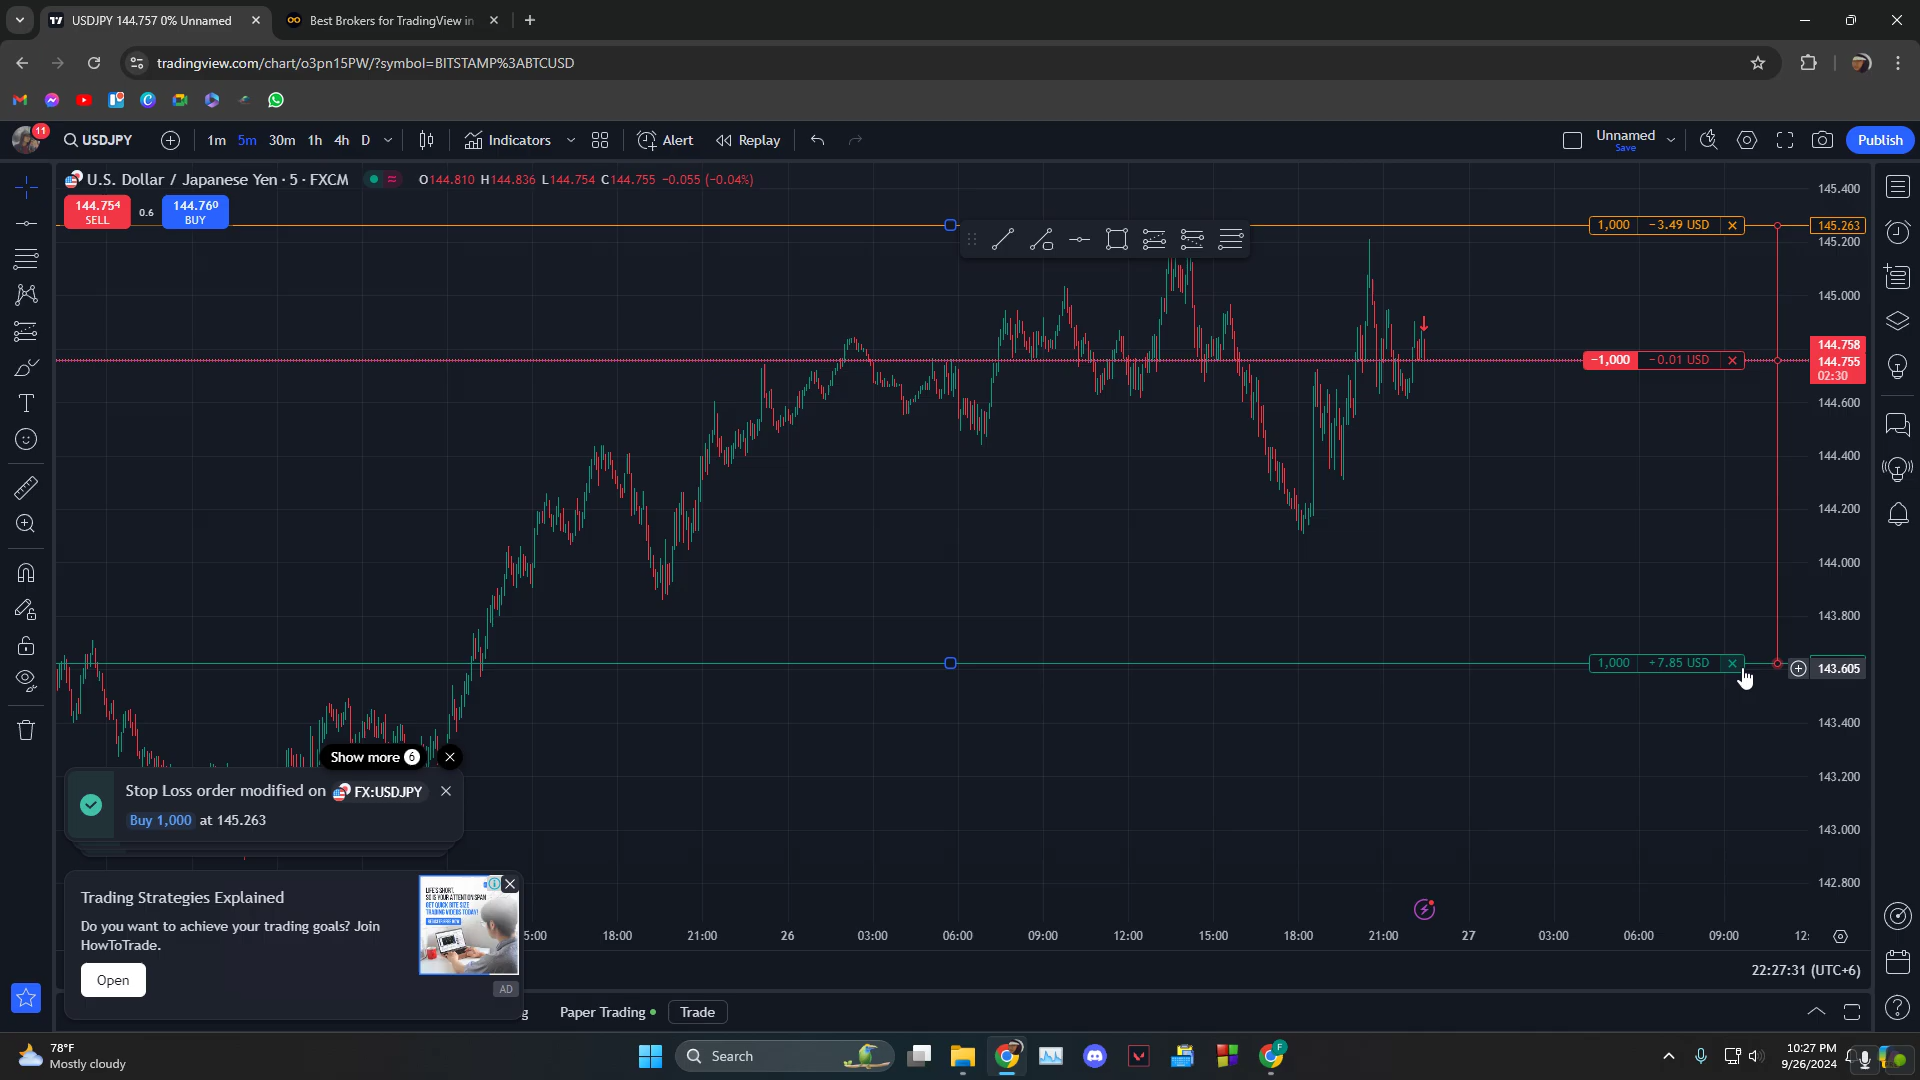 USDJPY 144.757 0% Unnamed
Best Brokers for TradingView in
tradingview.com/chart/o3pn15PW/?symbol=BITSTAMP%3ABTCUSD
11
USDJPY
1m
5m
30m
1h
4h
D
Indicators
Alert
Replay
Unnamed
Save
Publish
U.S. Dollar / Japanese Yen · 5 · FXCM
O144.810 H144.836 L144.754 C144.755 −0.055 (−0.04%)
144.754
SELL
0.6
144.760
BUY
1,000
−3.49 USD
−1,000
−0.01 USD
1,000
+7.85 USD
145.400
145.263
145.200
145.000
144.758
144.755
02:30
144.600
144.400
144.200
144.000
143.800
143.605
143.400
143.200
143.000
142.800
Show more 6
Stop Loss order modified on FX:USDJPY
Buy 1,000 at 145.263
Trading Strategies Explained
Do you want to achieve your trading goals? Join
HowToTrade.
Open
AD
5:00
18:00
21:00
26
03:00
06:00
09:00
12:00
15:00
18:00
21:00
27
03:00
06:00
09:00
12:
22:27:31 (UTC+6)
g
Paper Trading
Trade
78°F
Mostly cloudy
Search
F
10:27 PM
9/26/2024